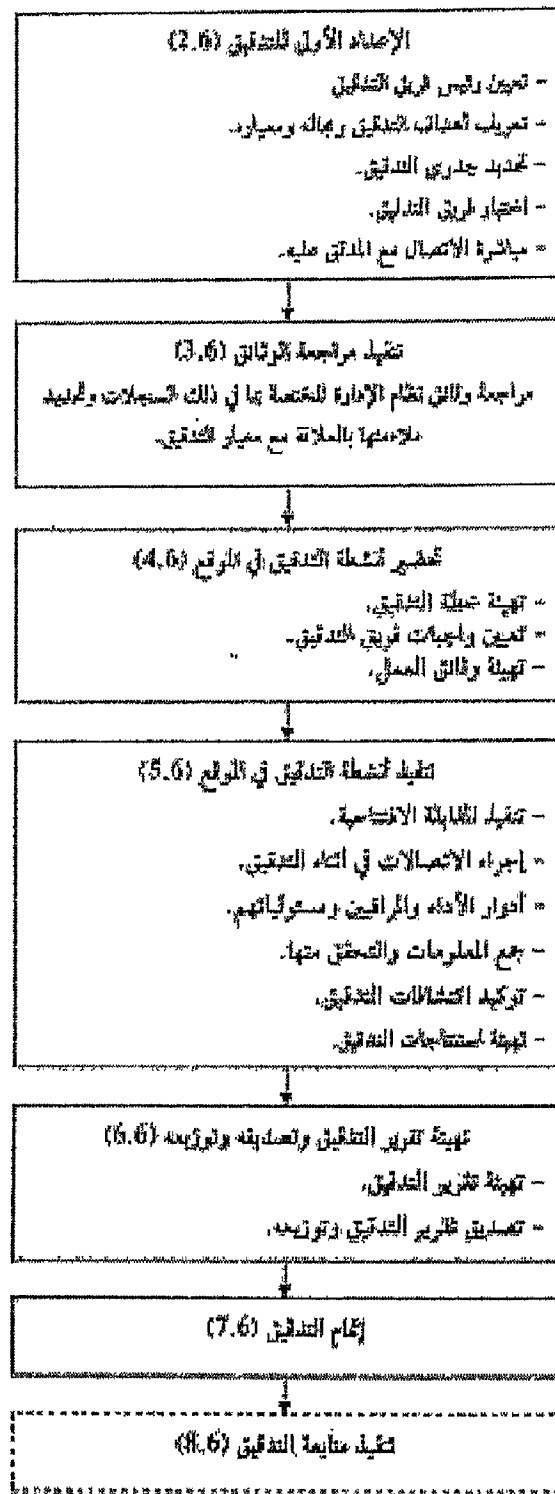 الإعداد الأولي للتدقيق (2.6)
- تعيين رئيس فريق التدقيق
- تعريف أهداف التدقيق ومجاله ومعياره.
- تحديد جدوى التدقيق.
- اختيار فريق التدقيق.
- مباشرة الاتصال مع المدقق عليه.
تنفيذ مراجعة الوثائق (3.6)
مراجعة وثائق نظام الإدارة المختصة بما في ذلك السجلات وتحديد
ملاءمتها بالعلاقة مع معيار التدقيق.
تحضير أنشطة التدقيق في الموقع (4.6)
- تهيئة خطة التدقيق.
- تعيين واجبات فريق التدقيق.
- تهيئة وثائق العمل.
تنفيذ أنشطة التدقيق في الموقع (5.6)
- تنفيذ المقابلة الافتتاحية.
- إجراء الاتصالات في أثناء التدقيق.
- أدوار الأدلاء والمراقبين ومسئولياتهم.
- جمع المعلومات والتحقق منها.
- توكيد اكتشافات التدقيق.
- تهيئة استنتاجات التدقيق.
تهيئة تقرير التدقيق وتصديقه وتوزيعه (6.6)
- تهيئة تقرير التدقيق.
- تصديق تقرير التدقيق وتوزيعه.
إتمام التدقيق (7.6)
تنفيذ متابعة التدقيق (8.6)